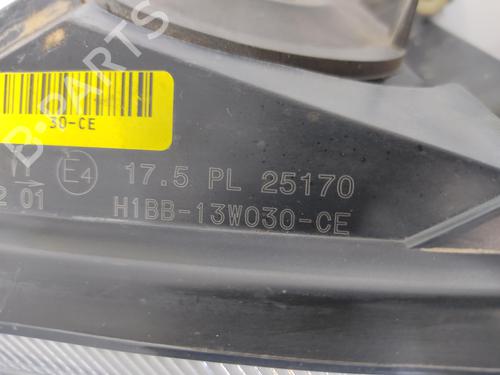 B-PARTS
30-CE
E4
17.5 PL 25170
2 01
H1BB-13W030-CE